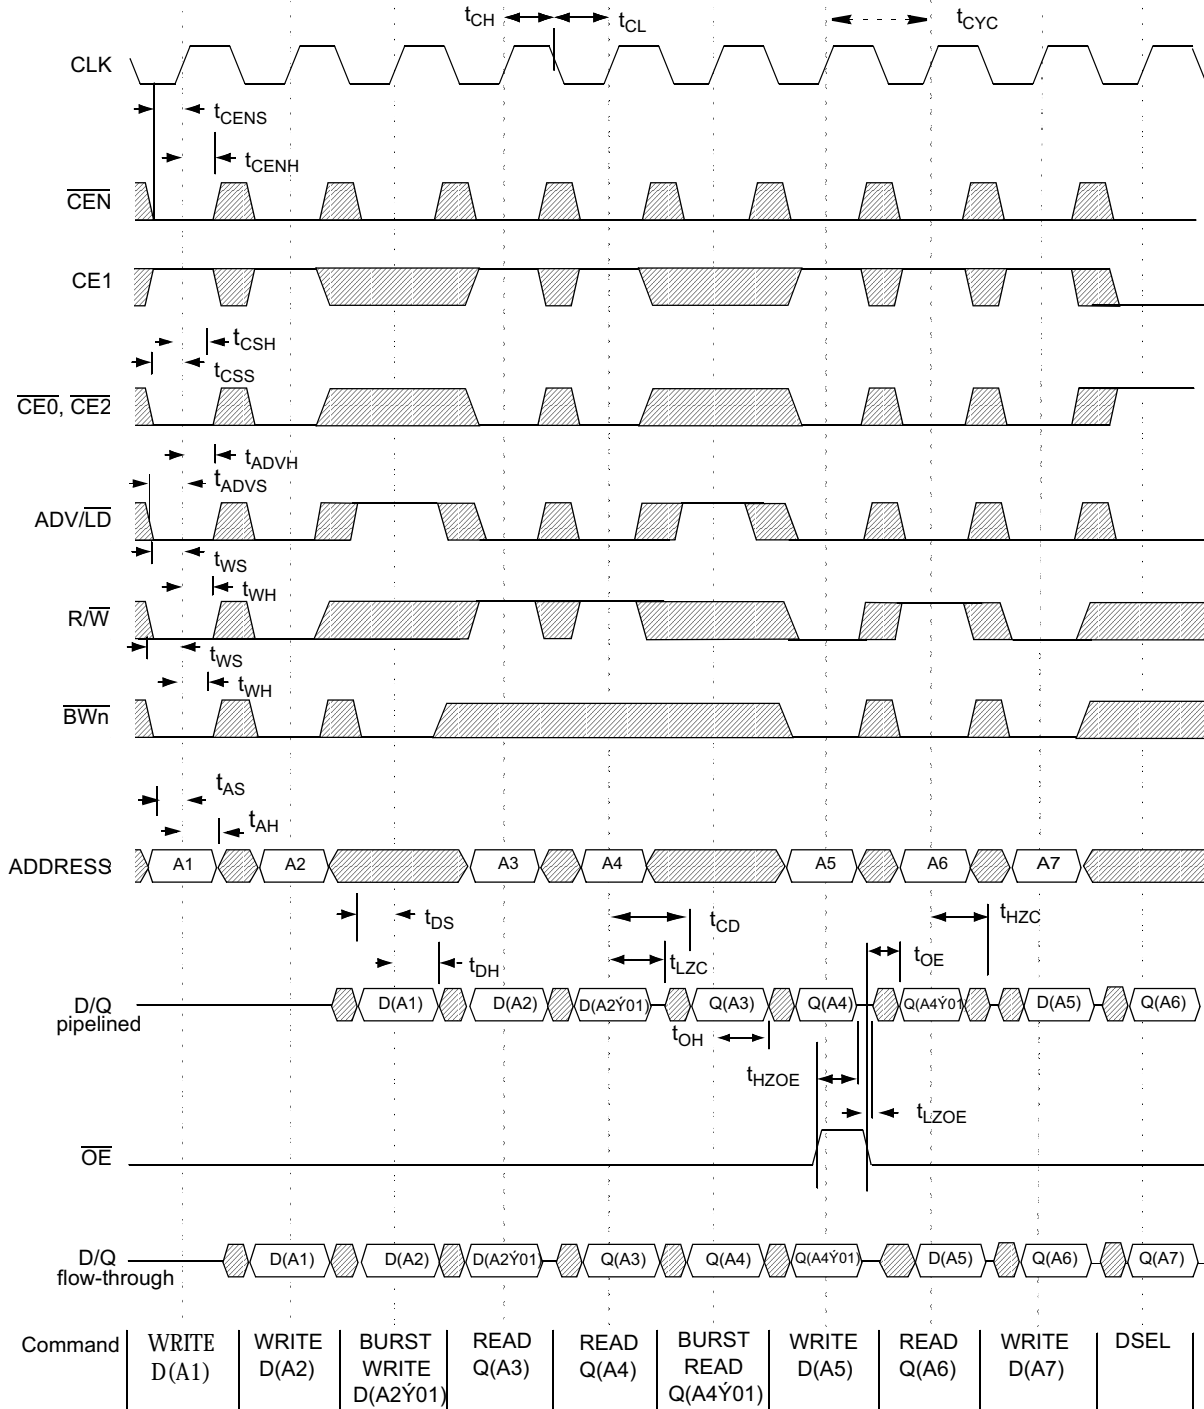 tCH
tCL
tCYC
CLK
tCENS
tCENH
CEN
CE1
tCSH
tCSS
CE0, CE2
tADVH
tADVS
ADV/LD
tWS
tWH
R/W
tWS
tWH
BWn
tAS
tAH
ADDRESS A1 A2 A3 A4 A5 A6 A7
tDS
tCD
tHZC
tDH
tLZC
tOE
D/Q
pipelined
D(A1) D(A2) D(A2Ý01) Q(A3) Q(A4) Q(A4Ý01 D(A5) Q(A6)
tOH
tHZOE
tLZOE
OE
D/Q
flow-through
D(A1) D(A2) D(A2Ý01) Q(A3) Q(A4) Q(A4Ý01) D(A5) Q(A6) Q(A7)
Command
WRITE
D(A1)
WRITE
D(A2)
BURST
WRITE
D(A2Ý01)
READ
Q(A3)
READ
Q(A4)
BURST
READ
Q(A4Ý01)
WRITE
D(A5)
READ
Q(A6)
WRITE
D(A7)
DSEL